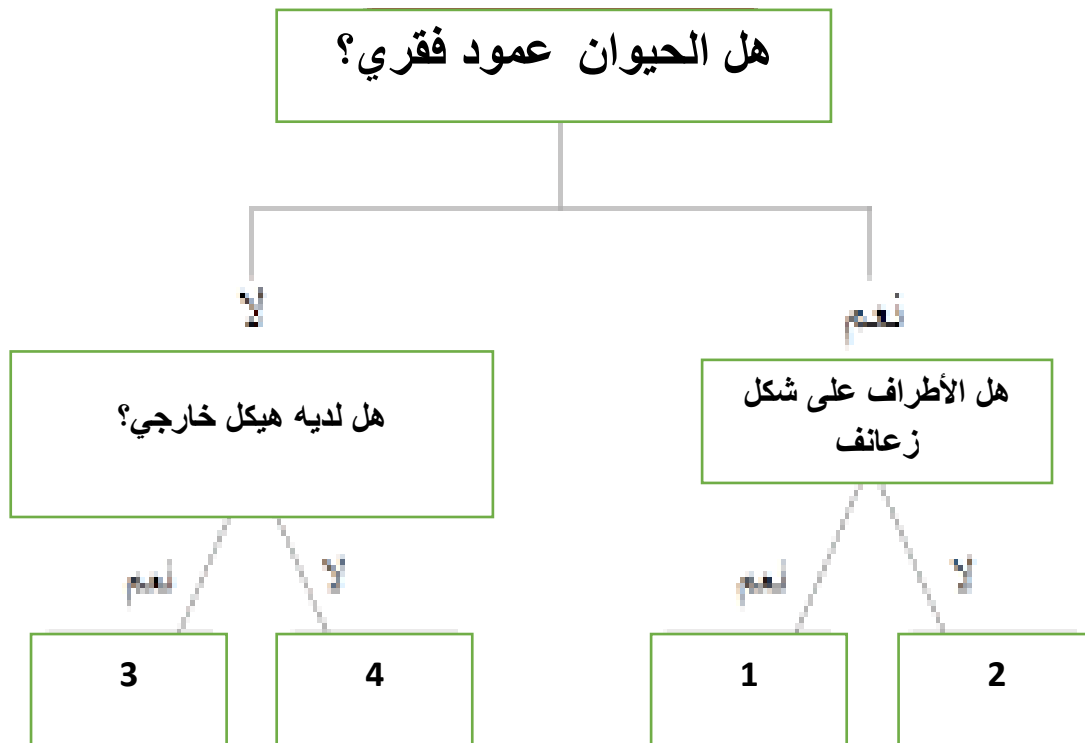 هل الحيوان عمود فقري؟
نعم
لا
هل الأطراف على شكل
زعانف
هل لديه هيكل خارجي؟
لا
نعم
لا
نعم
2
1
4
3